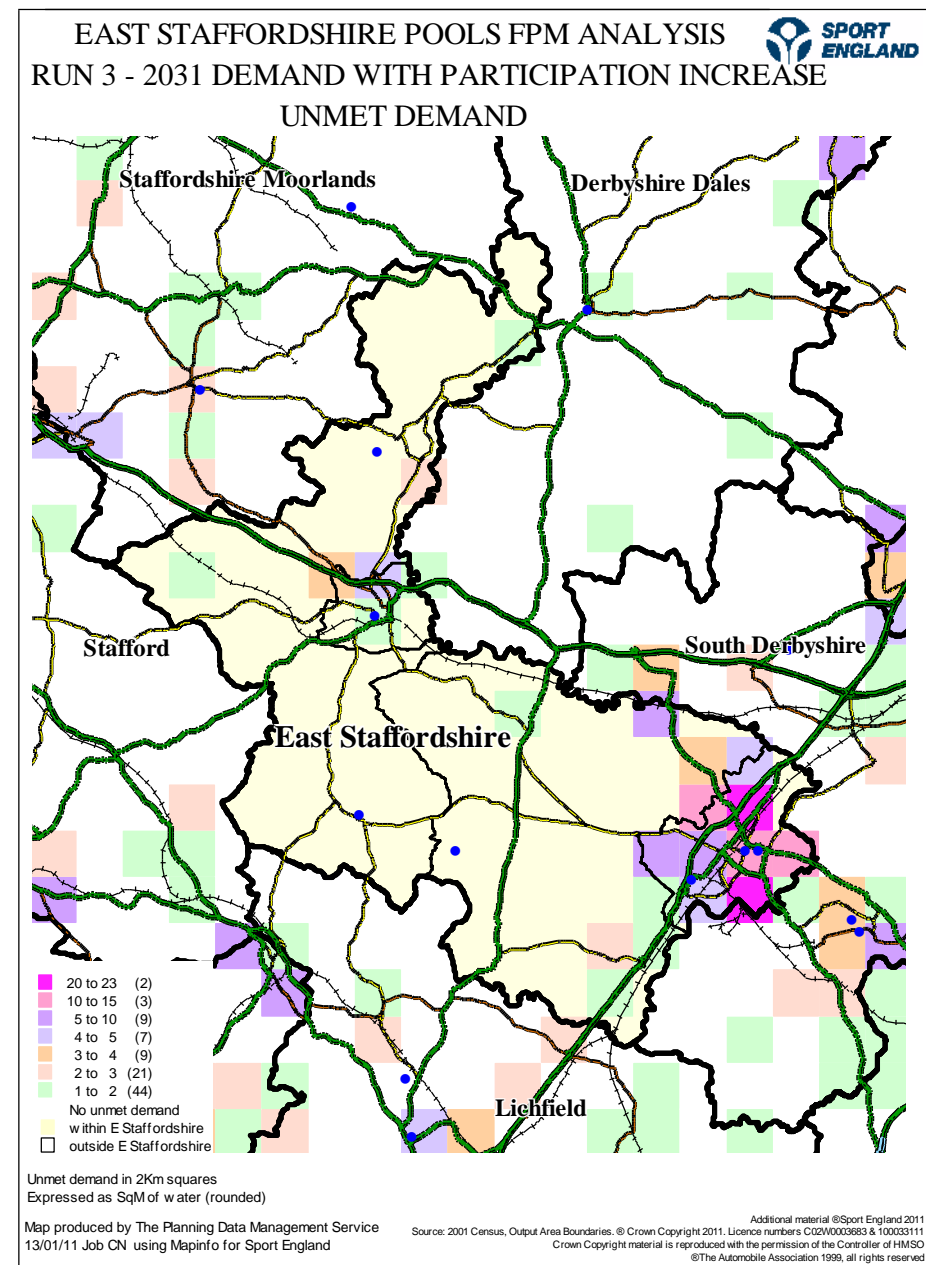 EAST STAFFORDSHIRE POOLS FPM ANALYSIS
SPORT
ENGLAND
RUN 3 - 2031 DEMAND WITH PARTICIPATION INCREASE
UNMET DEMAND
Staffordshire Moorlands
Derbyshire Dales
Stafford
South Derbyshire
East Staffordshire
Lichfield
20 to 23 (2)
10 to 15 (3)
5 to 10 (9)
4 to 5 (7)
3 to 4 (9)
2 to 3 (21)
1 to 2 (44)
No unmet demand
within E Staffordshire
outside E Staffordshire
Unmet demand in 2Km squares
Expressed as SqM of water (rounded)
Map produced by The Planning Data Management Service
13/01/11 Job CN using Mapinfo for Sport England
Additional material ®Sport England 2011
Source: 2001 Census, Output Area Boundaries. ® Crown Copyright 2011. Licence numbers C02W0003683 & 100033111
Crown Copyright material is reproduced with the permission of the Controller of HMSO
®The Automobile Association 1999, all rights reserved